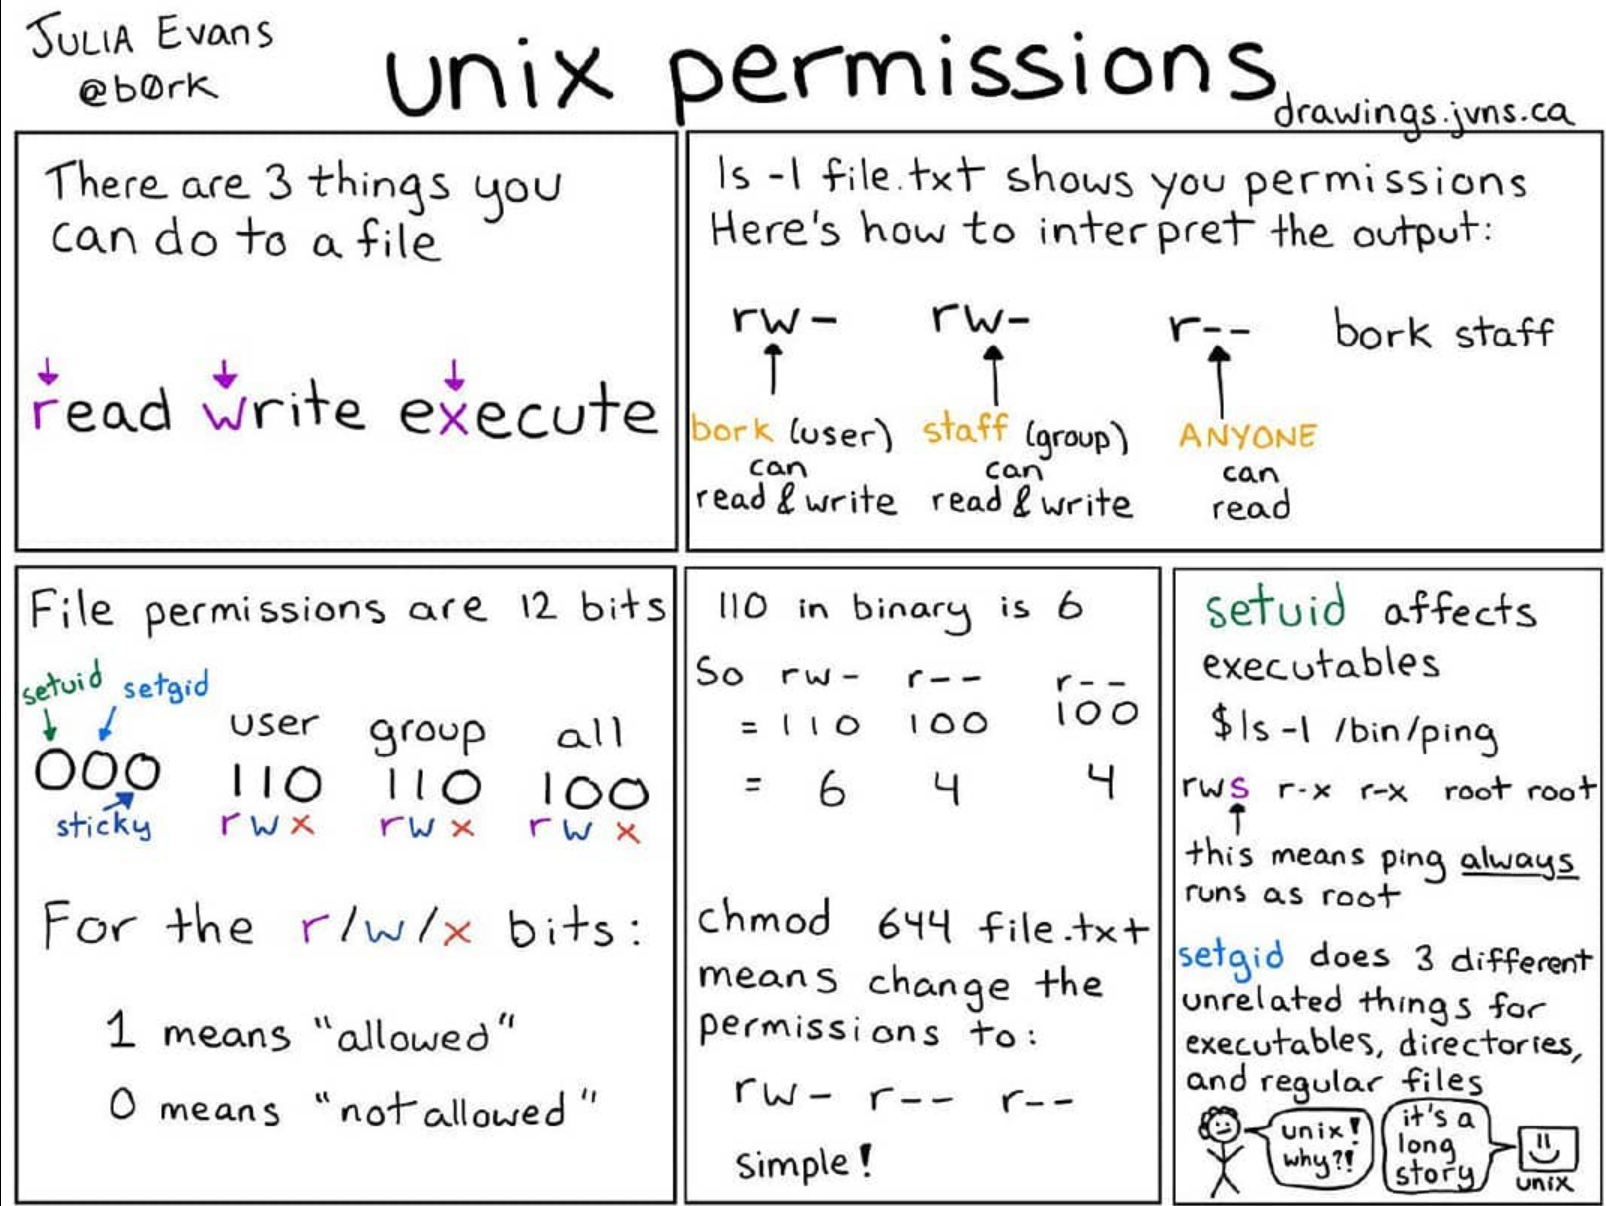 JULIA Evans
@b0rk
unix permissions
drawings.jvns.ca
There are 3 things you
can do to a file
read write execute
ls -l file.txt shows you permissions
Here's how to interpret the output:
rw- rw- r-- bork staff
bork (user) staff (group) ANYONE
can can can
read & write read & write read
File permissions are 12 bits
setuid setgid
user group all
000 110 110 100
sticky rwx rwx rwx
For the r/w/x bits:
1 means "allowed"
0 means "not allowed"
110 in binary is 6
So rw- r-- r--
= 110 100 100
= 6 4 4
chmod 644 file.txt
means change the
permissions to:
rw- r-- r--
simple!
setuid affects
executables
$ls -l /bin/ping
rws r-x r-x root root
this means ping always
runs as root
setgid does 3 different
unrelated things for
executables, directories,
and regular files
unix!
why?!
it's a
long
story
unix